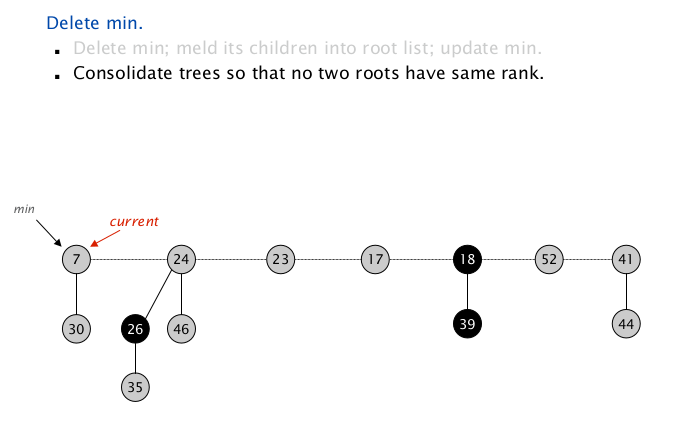 Delete min.
▪ Delete min; meld its children into root list; update min.
▪ Consolidate trees so that no two roots have same rank.
min
current
7 24 23 17 18 52 41
30 26 46 39 44
35